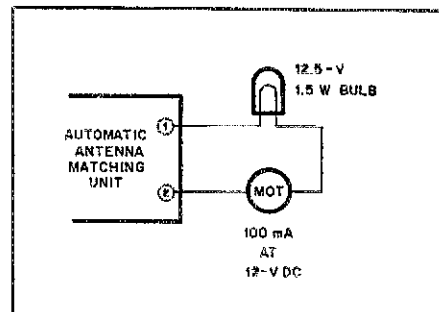 12.5-V
1.5 W BULB
AUTOMATIC
ANTENNA
MATCHING
UNIT
1
2
MOT
100 mA
AT
12-V DC